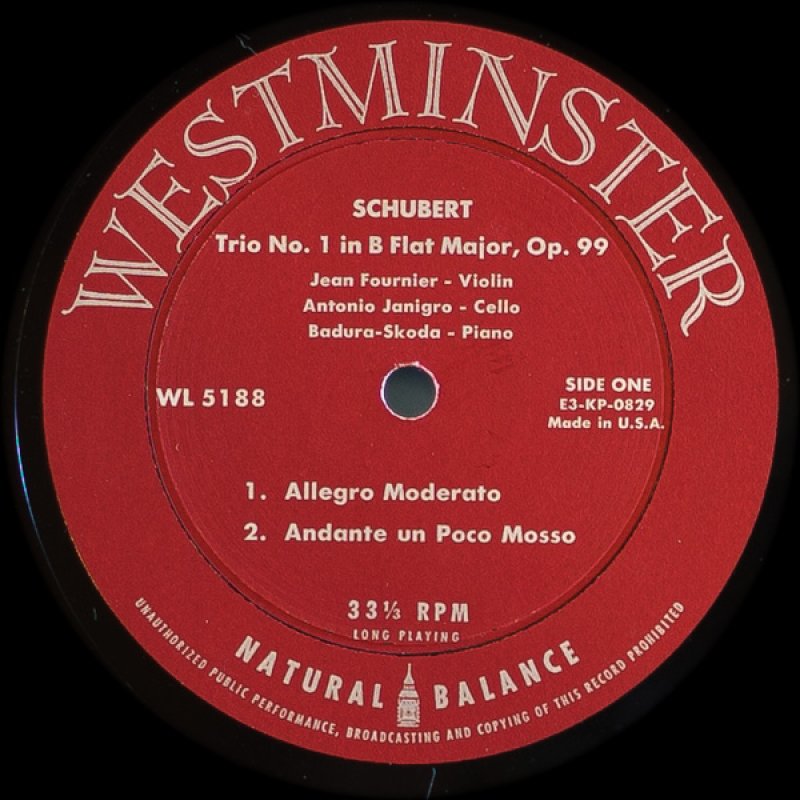 WESTMINSTER
SCHUBERT
Trio No. 1 in B Flat Major, Op. 99
Jean Fournier - Violin
Antonio Janigro - Cello
Badura-Skoda - Piano
WL 5188
SIDE ONE
E3-KP-0829
Made in U.S.A.
1. Allegro Moderato
2. Andante un Poco Mosso
33⅓ RPM
LONG PLAYING
NATURAL BALANCE
UNAUTHORIZED PUBLIC PERFORMANCE, BROADCASTING AND COPYING OF THIS RECORD PROHIBITED